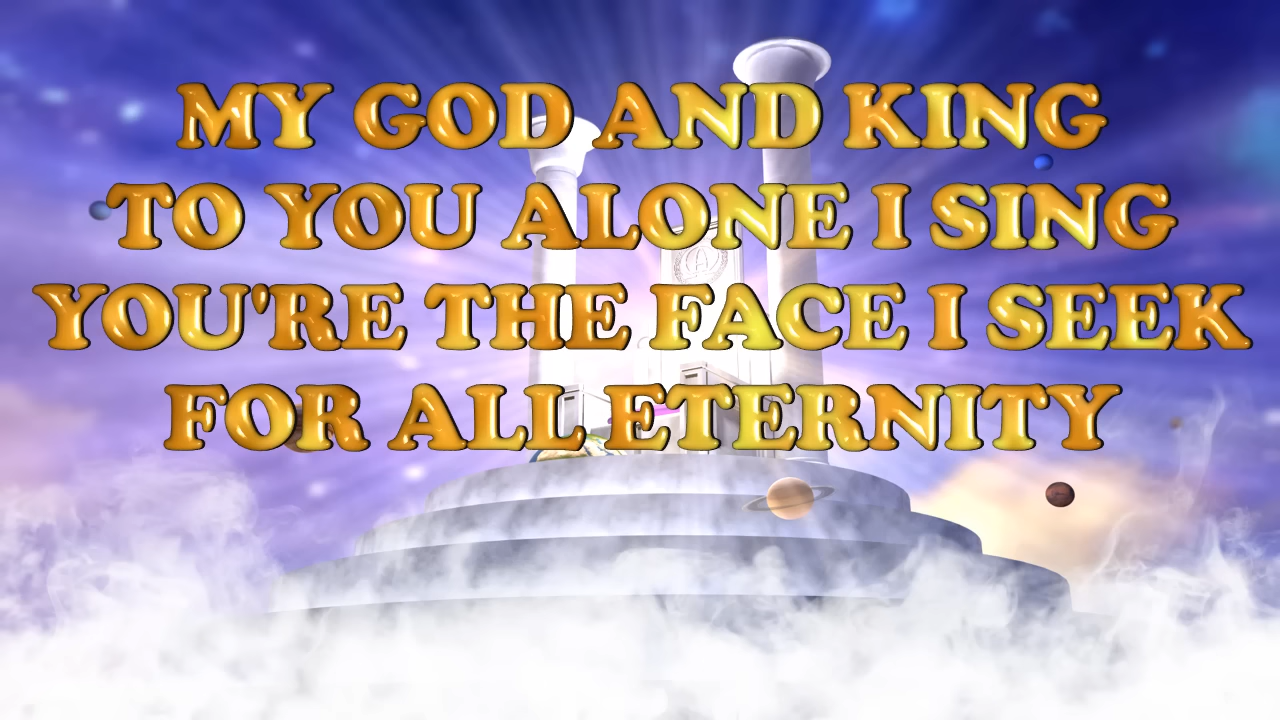 MY GOD AND KING
TO YOU ALONE I SING
YOU'RE THE FACE I SEEK
FOR ALL ETERNITY